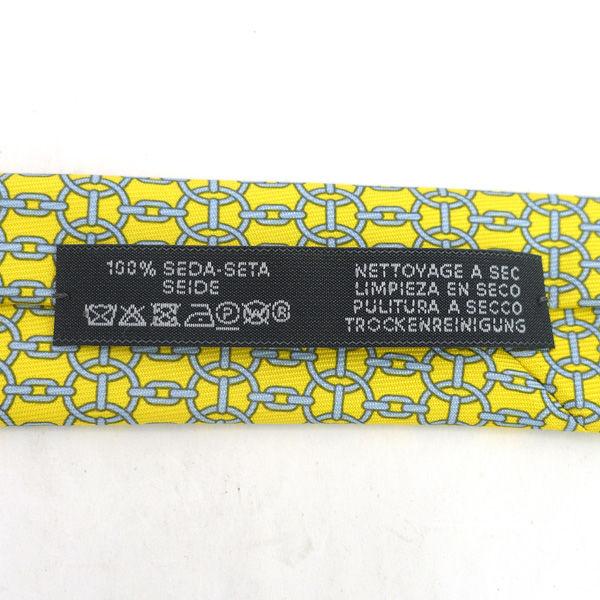 100% SEDA-SETA
SEIDE
P W ®
NETTOYAGE A SEC
LIMPIEZA EN SECO
PULITURA A SECCO
TROCKENREINIGUNG